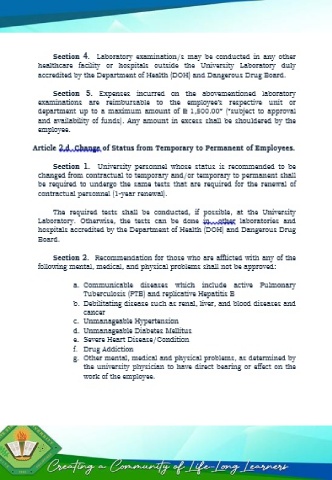 Section 4. Laboratory examination/s may be conducted in any other
healthcare facility or hospitals outside the University Laboratory duly
accredited by the Department of Health (DOH) and Dangerous Drug Board.
Section 5. Expenses incurred on the abovementioned laboratory
examinations are reimbursable to the employee's respective unit or
department up to a maximum amount of ₱ 1,800.00" (*subject to approval
and availability of funds). Any amount in excess shall be shouldered by the
employee.
Article 2.d. Change of Status from Temporary to Permanent of Employees.
Section 1. University personnel whose status is recommended to be
changed from contractual to temporary and/or temporary to permanent shall
be required to undergo the same tests that are required for the renewal of
contractual personnel (1-year renewal).
The required tests shall be conducted, if possible, at the University
Laboratory. Otherwise, the tests can be done in other laboratories and
hospitals accredited by the Department of Health (DOH) and Dangerous Drug
Board.
Section 2. Recommendation for those who are afflicted with any of the
following mental, medical, and physical problems shall not be approved:
a. Communicable diseases which include active Pulmonary
Tuberculosis (PTB) and replicative Hepatitis B
b. Debilitating disease such as renal, liver, and blood diseases and
cancer
c. Unmanageable Hypertension
d. Unmanageable Diabetes Mellitus
e. Severe Heart Disease/Condition
f. Drug Addiction
g. Other mental, medical and physical problems, as determined by
the university physician to have direct bearing or effect on the
work of the employee.
Creating a Community of Life-Long Learners